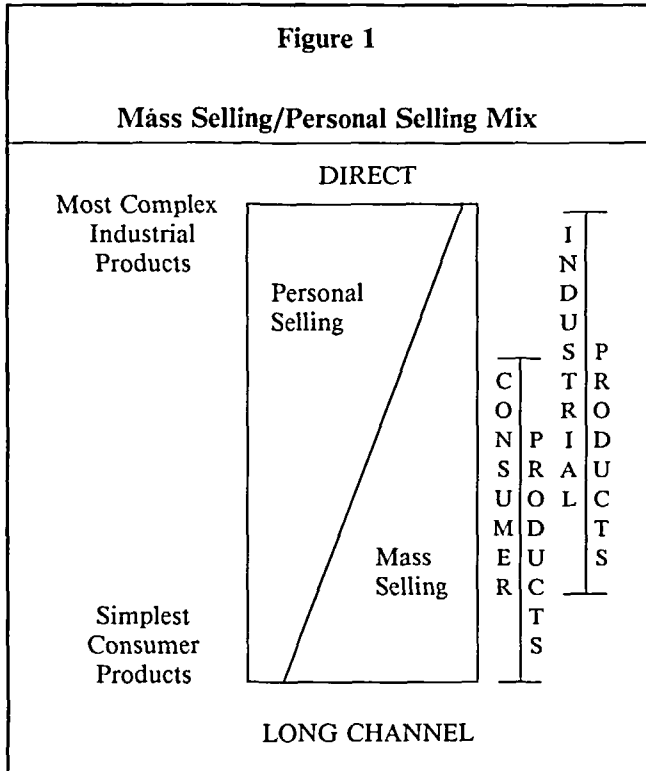 Figure 1
Máss Selling/Personal Selling Mix
DIRECT
Most Complex
Industrial
Products
Personal
Selling
Mass
Selling
Simplest
Consumer
Products
LONG CHANNEL
CONSUMER
PRODUCTS
INDUSTRIAL
PRODUCTS